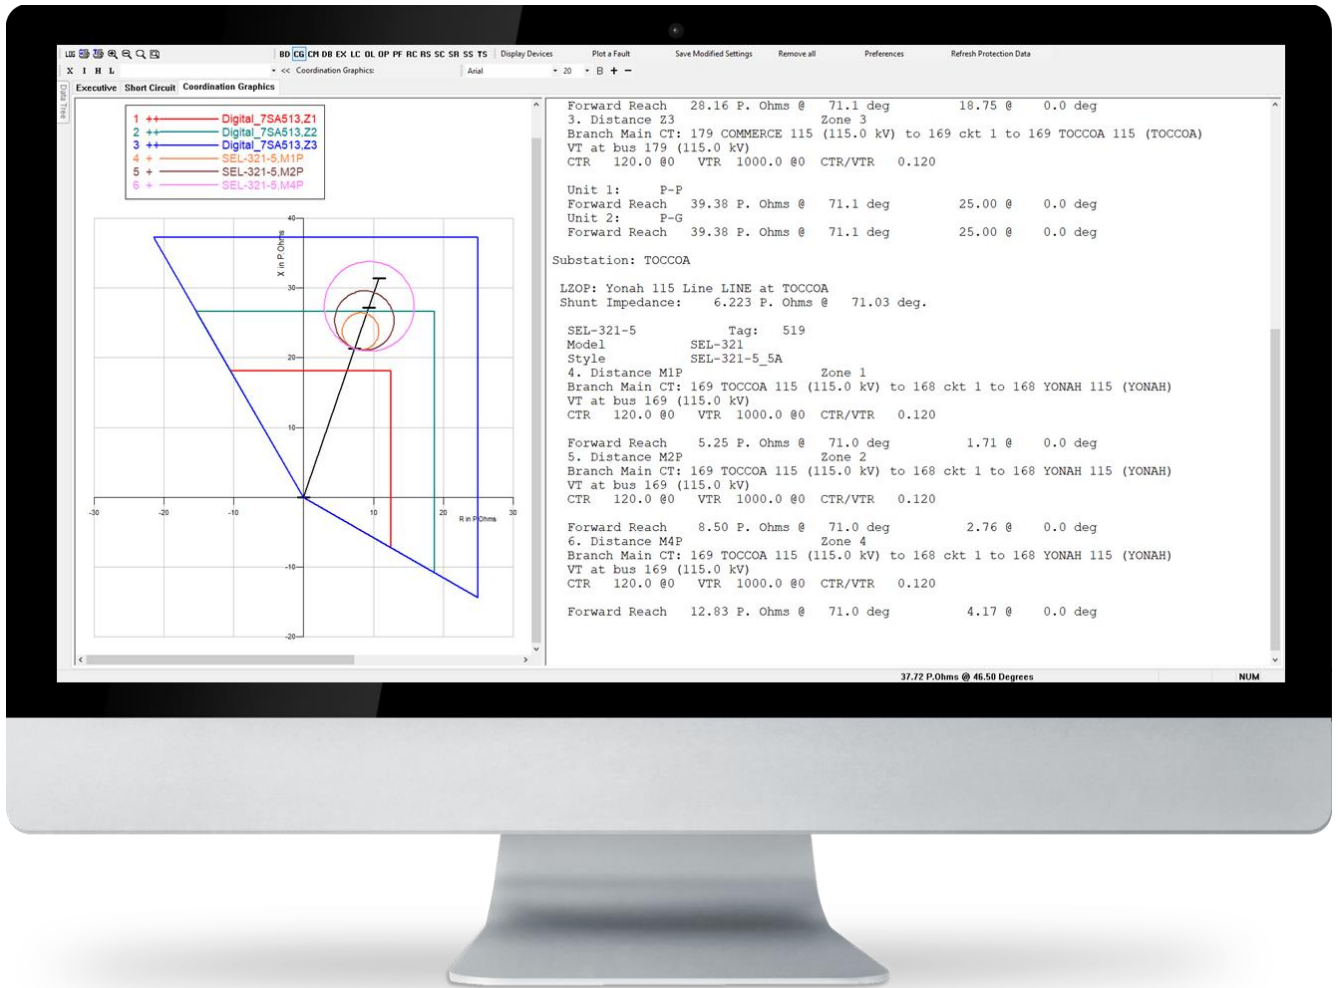 LOG
BD CG CM DB EX LC OL OP PF RC RS SC SR SS TS Display Devices Plot a Fault Save Modified Settings Remove all Preferences Refresh Protection Data
X I H L << Coordination Graphics: Arial 20 B + −
Data Tree
Executive Short Circuit Coordination Graphics
1 ++ Digital_7SA513,Z1
2 ++ Digital_7SA513,Z2
3 ++ Digital_7SA513,Z3
4 + SEL-321-5,M1P
5 + SEL-321-5,M2P
6 + SEL-321-5,M4P
40
X in P.Ohms
30
20
10
-30 -20 -10 10 20 30
R in P.Ohms
-10
-20
Forward Reach 28.16 P. Ohms @ 71.1 deg 18.75 @ 0.0 deg
3. Distance Z3 Zone 3
Branch Main CT: 179 COMMERCE 115 (115.0 kV) to 169 ckt 1 to 169 TOCCOA 115 (TOCCOA)
VT at bus 179 (115.0 kV)
CTR 120.0 @0 VTR 1000.0 @0 CTR/VTR 0.120
Unit 1: P-P
Forward Reach 39.38 P. Ohms @ 71.1 deg 25.00 @ 0.0 deg
Unit 2: P-G
Forward Reach 39.38 P. Ohms @ 71.1 deg 25.00 @ 0.0 deg
Substation: TOCCOA
LZOP: Yonah 115 Line LINE at TOCCOA
Shunt Impedance: 6.223 P. Ohms @ 71.03 deg.
SEL-321-5 Tag: 519
Model SEL-321
Style SEL-321-5_5A
4. Distance M1P Zone 1
Branch Main CT: 169 TOCCOA 115 (115.0 kV) to 168 ckt 1 to 168 YONAH 115 (YONAH)
VT at bus 169 (115.0 kV)
CTR 120.0 @0 VTR 1000.0 @0 CTR/VTR 0.120
Forward Reach 5.25 P. Ohms @ 71.0 deg 1.71 @ 0.0 deg
5. Distance M2P Zone 2
Branch Main CT: 169 TOCCOA 115 (115.0 kV) to 168 ckt 1 to 168 YONAH 115 (YONAH)
VT at bus 169 (115.0 kV)
CTR 120.0 @0 VTR 1000.0 @0 CTR/VTR 0.120
Forward Reach 8.50 P. Ohms @ 71.0 deg 2.76 @ 0.0 deg
6. Distance M4P Zone 4
Branch Main CT: 169 TOCCOA 115 (115.0 kV) to 168 ckt 1 to 168 YONAH 115 (YONAH)
VT at bus 169 (115.0 kV)
CTR 120.0 @0 VTR 1000.0 @0 CTR/VTR 0.120
Forward Reach 12.83 P. Ohms @ 71.0 deg 4.17 @ 0.0 deg
37.72 P.Ohms @ 46.50 Degrees NUM